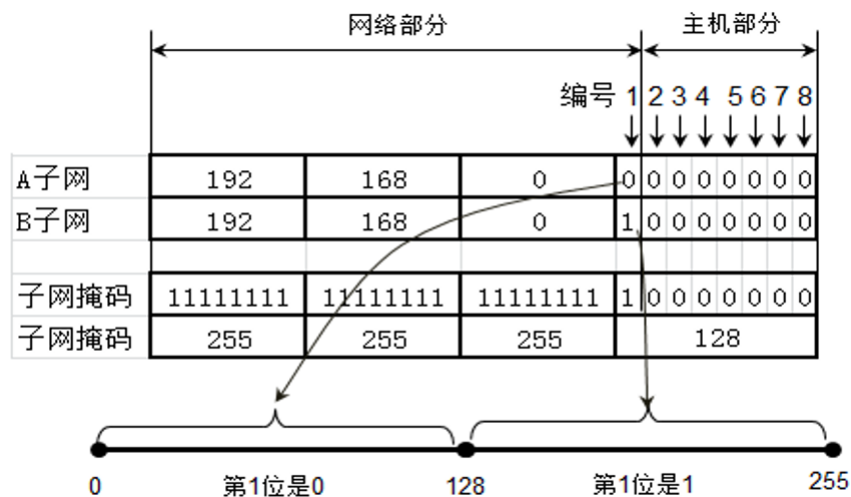 网络部分 主机部分
编号 1 2 3 4 5 6 7 8
A子网 192 168 0 0 0 0 0 0 0 0 0
B子网 192 168 0 1 0 0 0 0 0 0 0
子网掩码 11111111 11111111 11111111 1 0 0 0 0 0 0 0
子网掩码 255 255 255 128
0 第1位是0 128 第1位是1 255